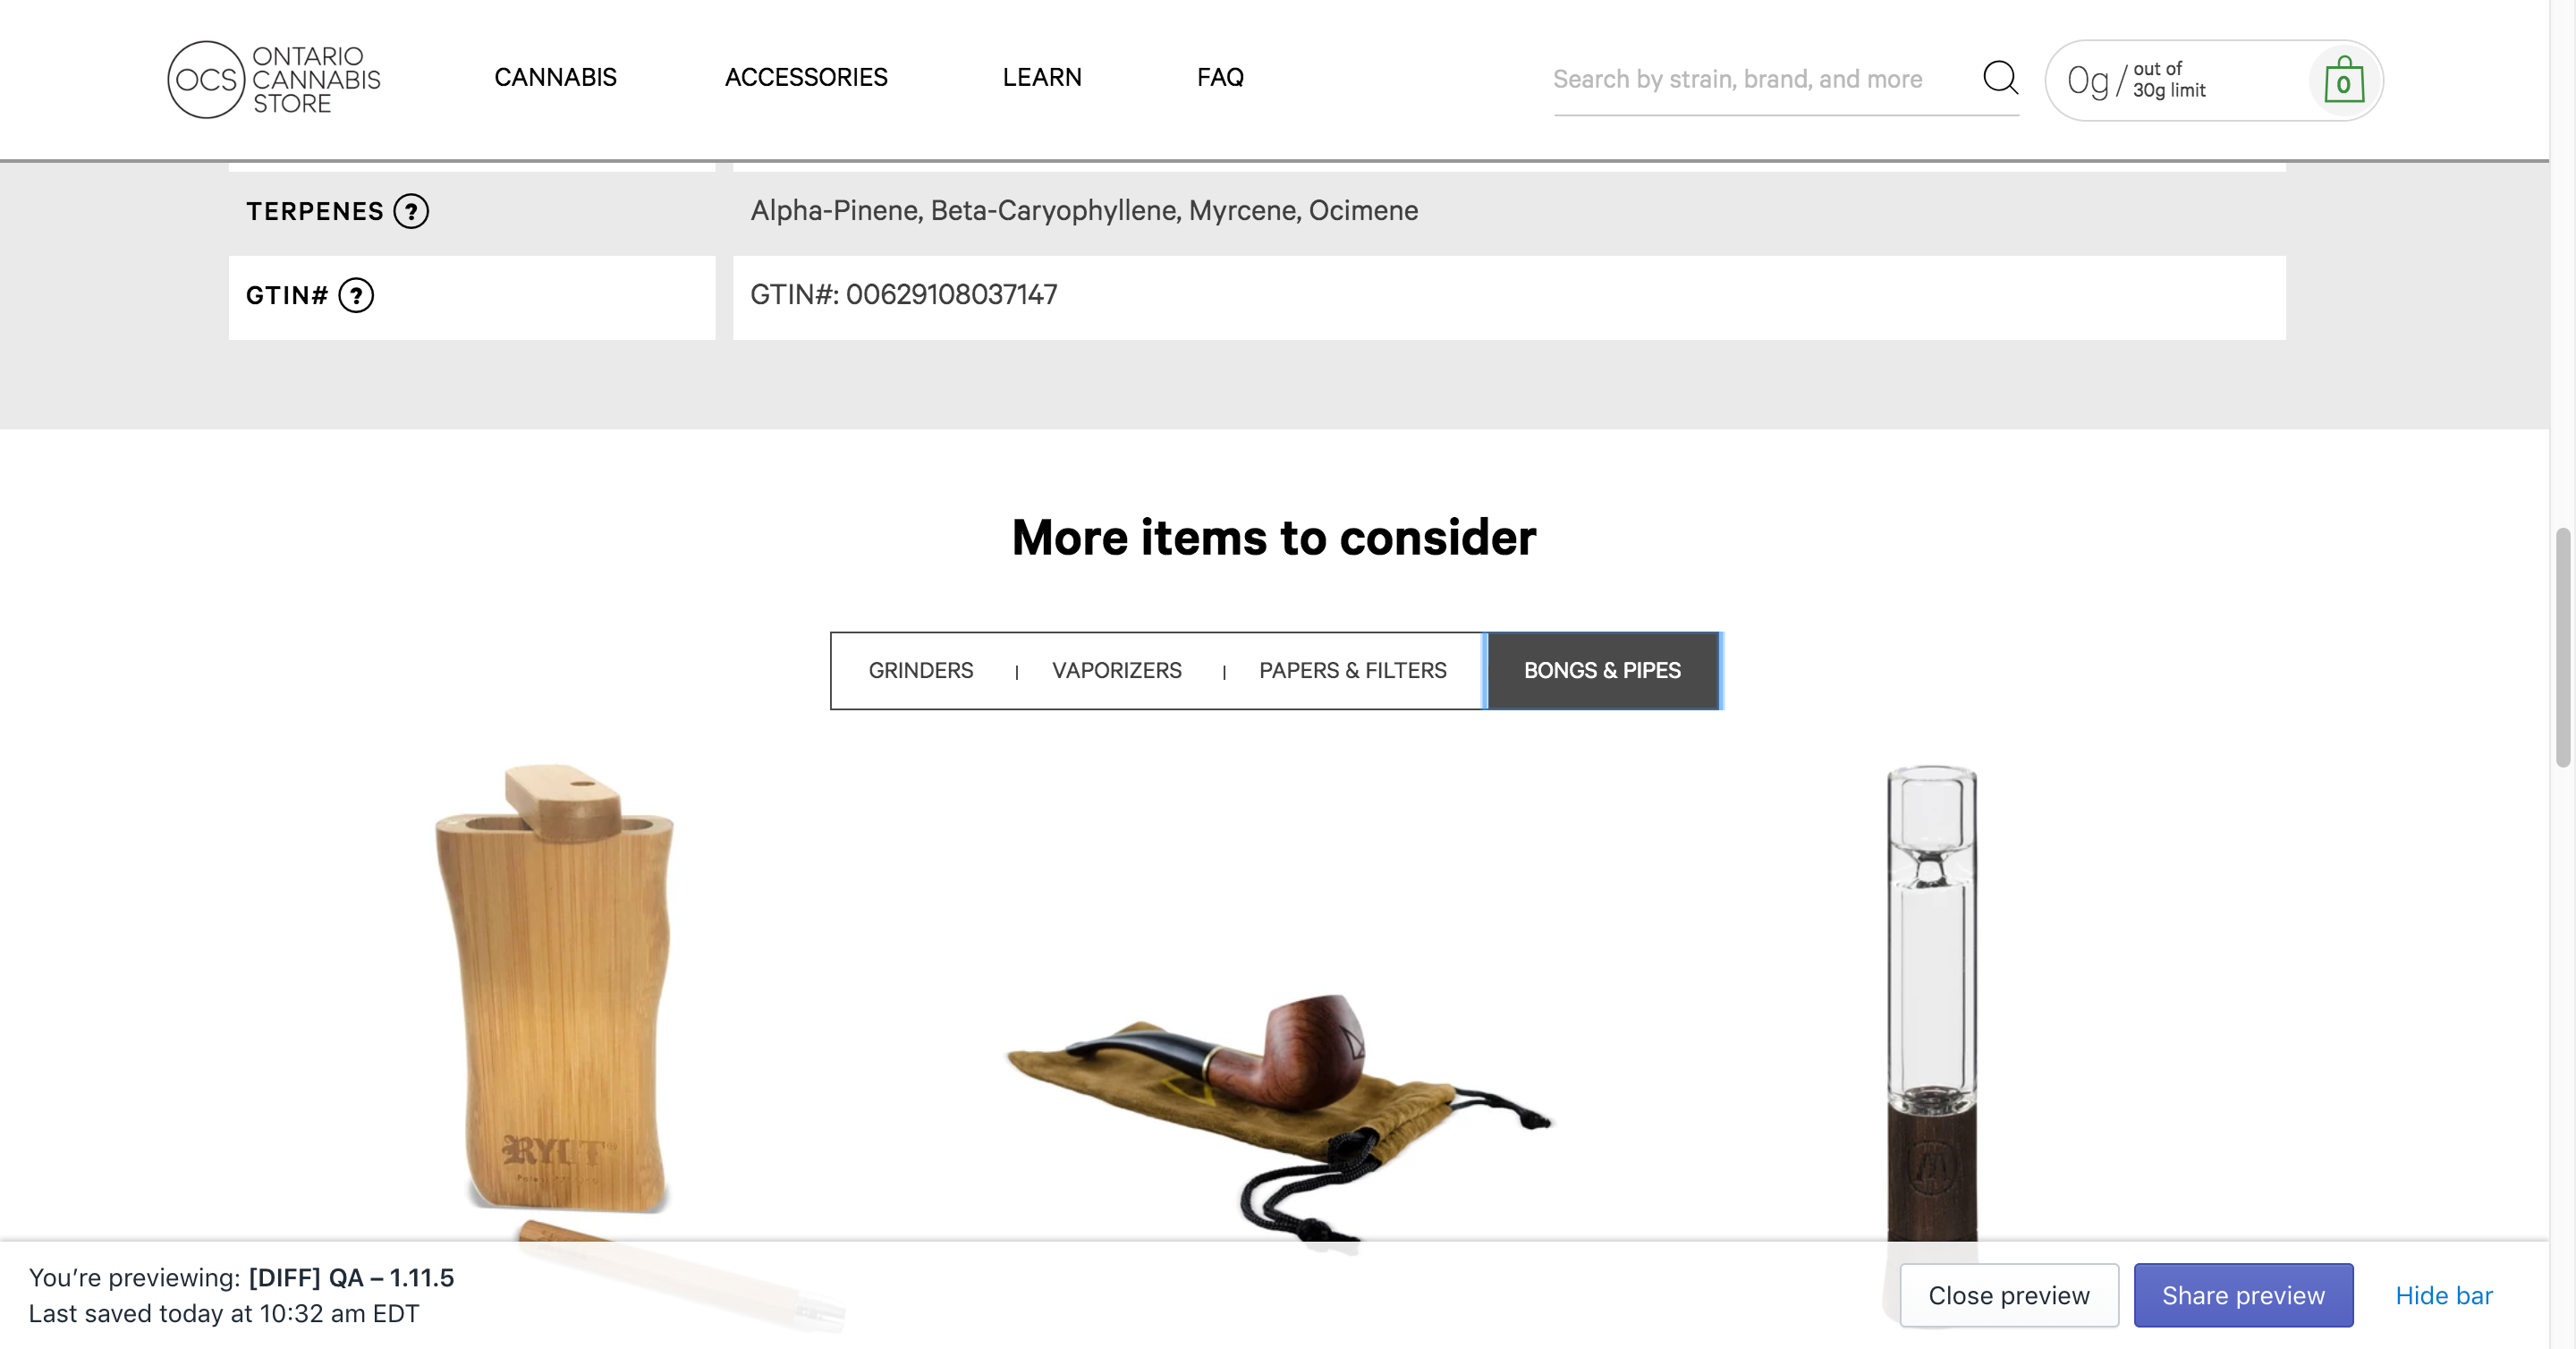 OCS
ONTARIO
CANNABIS
STORE
CANNABIS
ACCESSORIES
LEARN
FAQ
Search by strain, brand, and more
0g/
out of
30g limit
0
TERPENES ?
Alpha-Pinene, Beta-Caryophyllene, Myrcene, Ocimene
GTIN# ?
GTIN#: 00629108037147
More items to consider
GRINDERS | VAPORIZERS | PAPERS & FILTERS BONGS & PIPES
You’re previewing: [DIFF] QA – 1.11.5
Last saved today at 10:32 am EDT
Close preview
Share preview
Hide bar